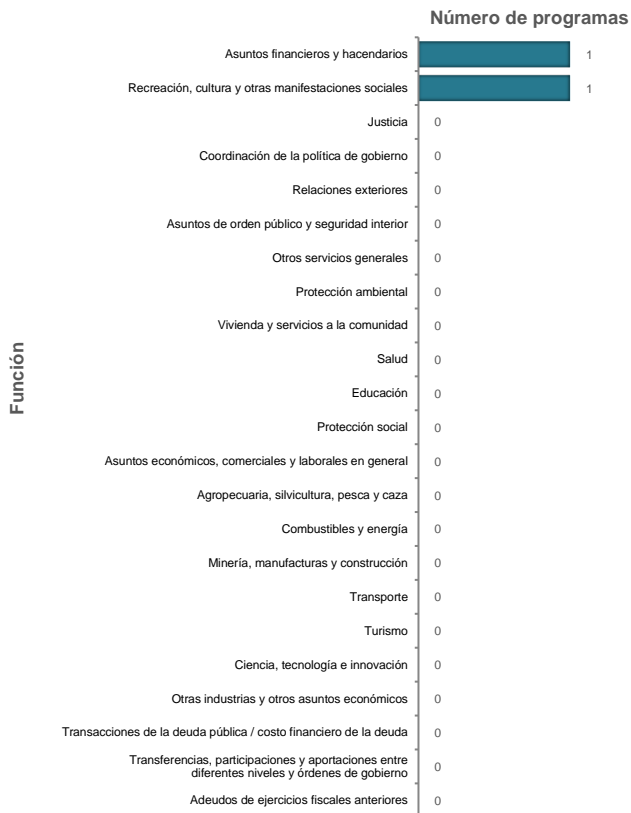 Número de programas
Asuntos financieros y hacendarios 1
Recreación, cultura y otras manifestaciones sociales 1
Justicia 0
Coordinación de la política de gobierno 0
Relaciones exteriores 0
Asuntos de orden público y seguridad interior 0
Otros servicios generales 0
Protección ambiental 0
Vivienda y servicios a la comunidad 0
Salud 0
Función
Educación 0
Protección social 0
Asuntos económicos, comerciales y laborales en general 0
Agropecuaria, silvicultura, pesca y caza 0
Combustibles y energía 0
Minería, manufacturas y construcción 0
Transporte 0
Turismo 0
Ciencia, tecnología e innovación 0
Otras industrias y otros asuntos económicos 0
Transacciones de la deuda pública / costo financiero de la deuda 0
Transferencias, participaciones y aportaciones entre
diferentes niveles y órdenes de gobierno 0
Adeudos de ejercicios fiscales anteriores 0